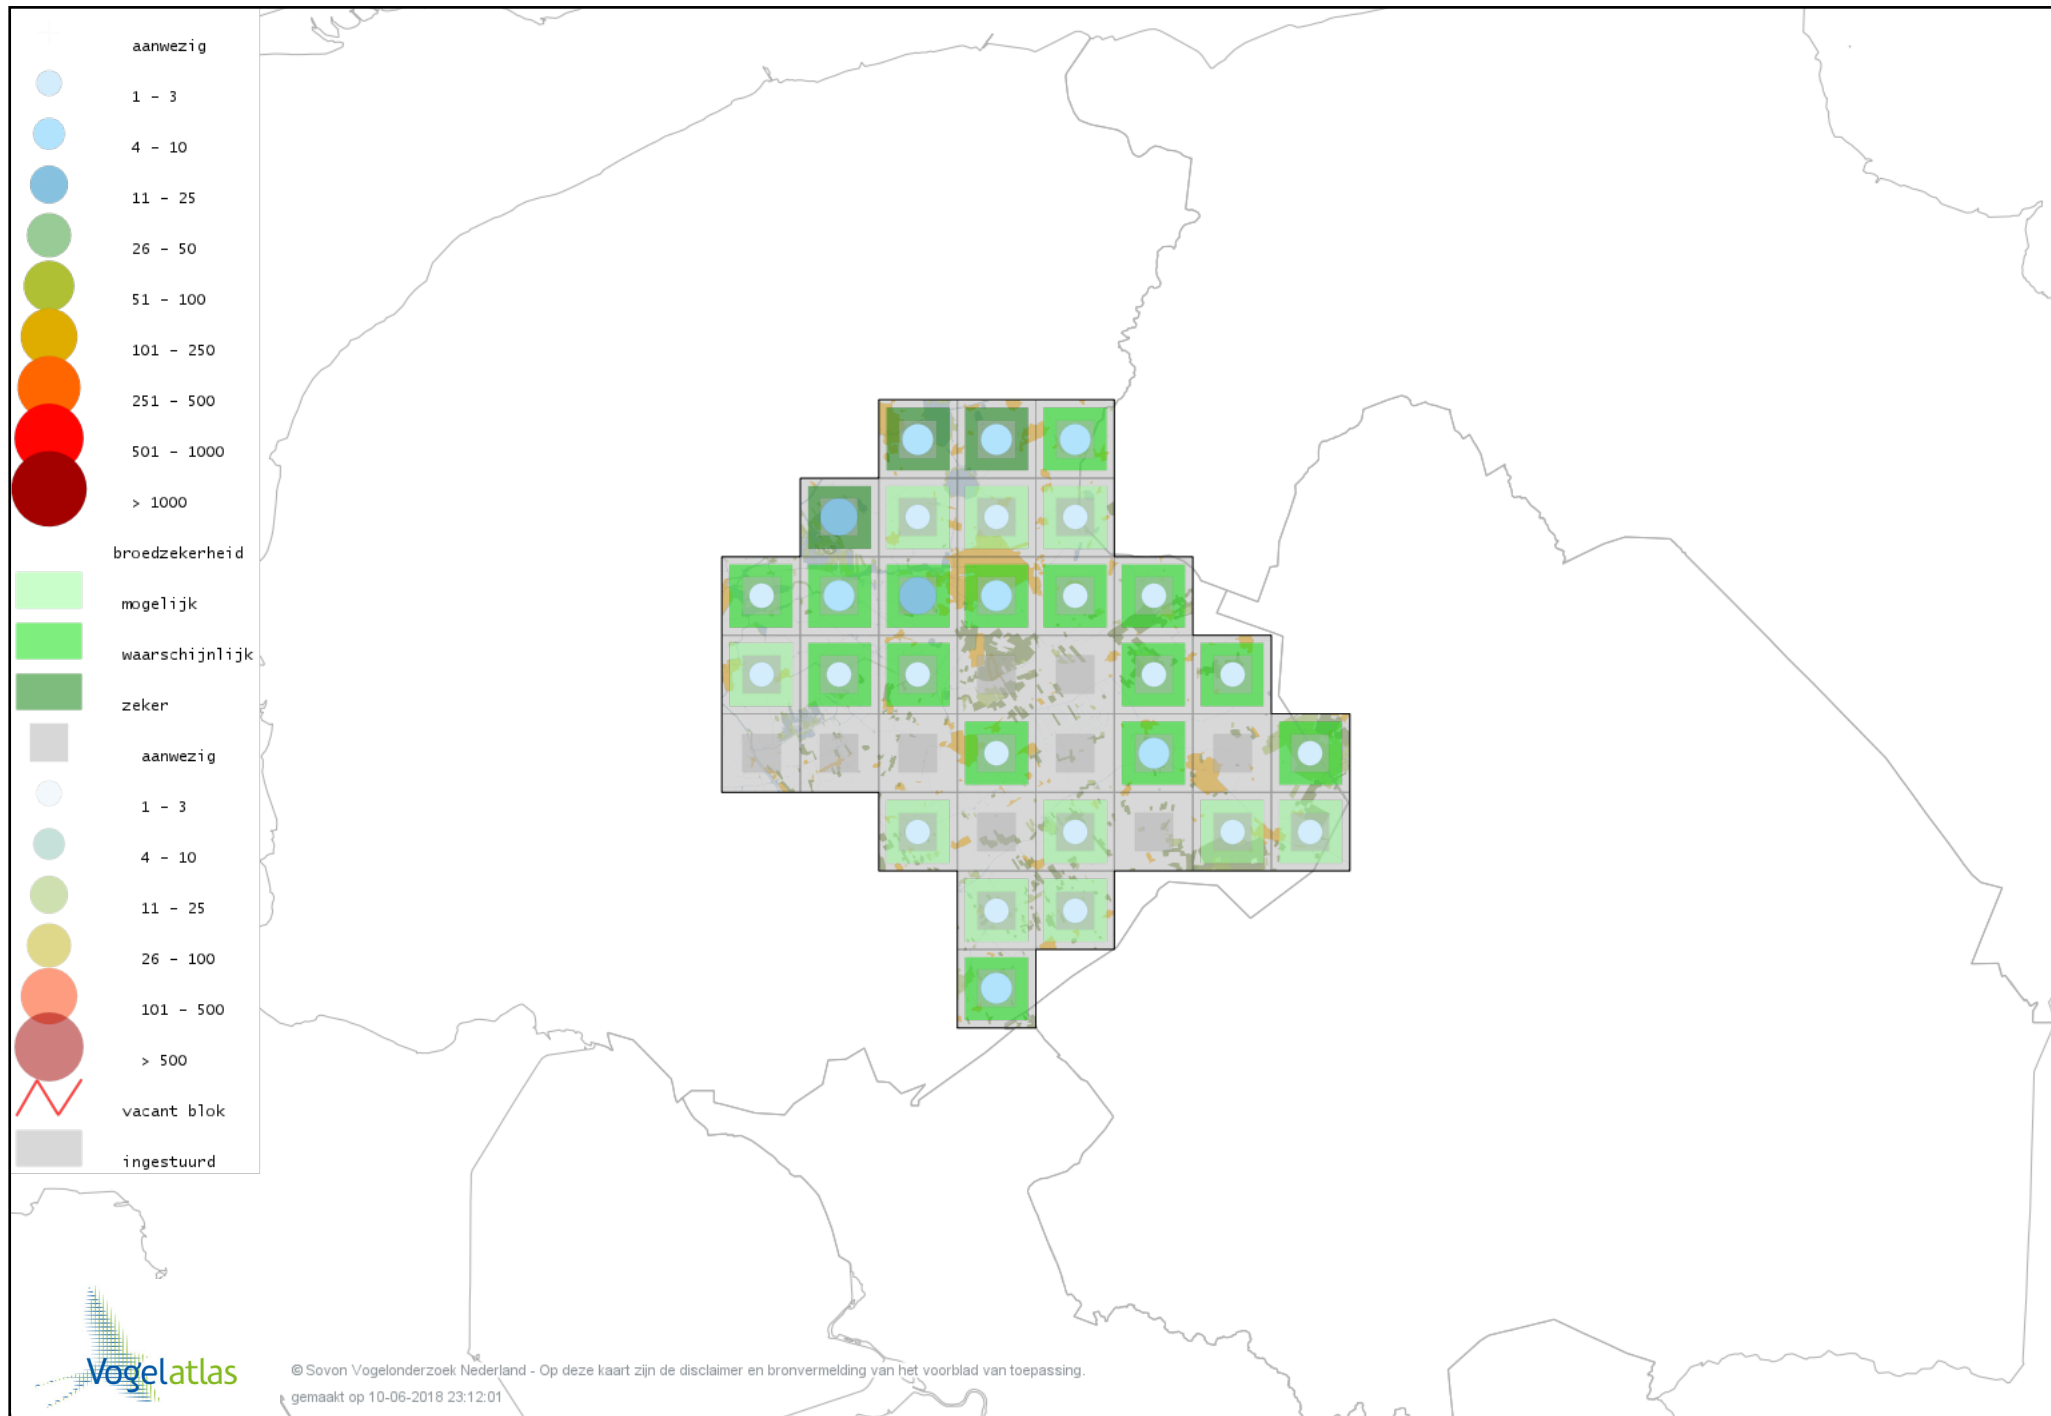 aanwezig
1 – 3
4 – 10
11 – 25
26 – 50
51 – 100
101 – 250
251 – 500
501 – 1000
> 1000
broedzekerheid
mogelijk
waarschijnlijk
zeker
aanwezig
1 – 3
4 – 10
11 – 25
26 – 100
101 – 500
> 500
vacant blok
ingestuurd
Vogelatlas
© Sovon Vogelonderzoek Nederland - Op deze kaart zijn de disclaimer en bronvermelding van het voorblad van toepassing.
gemaakt op 10-06-2018 23:12:01